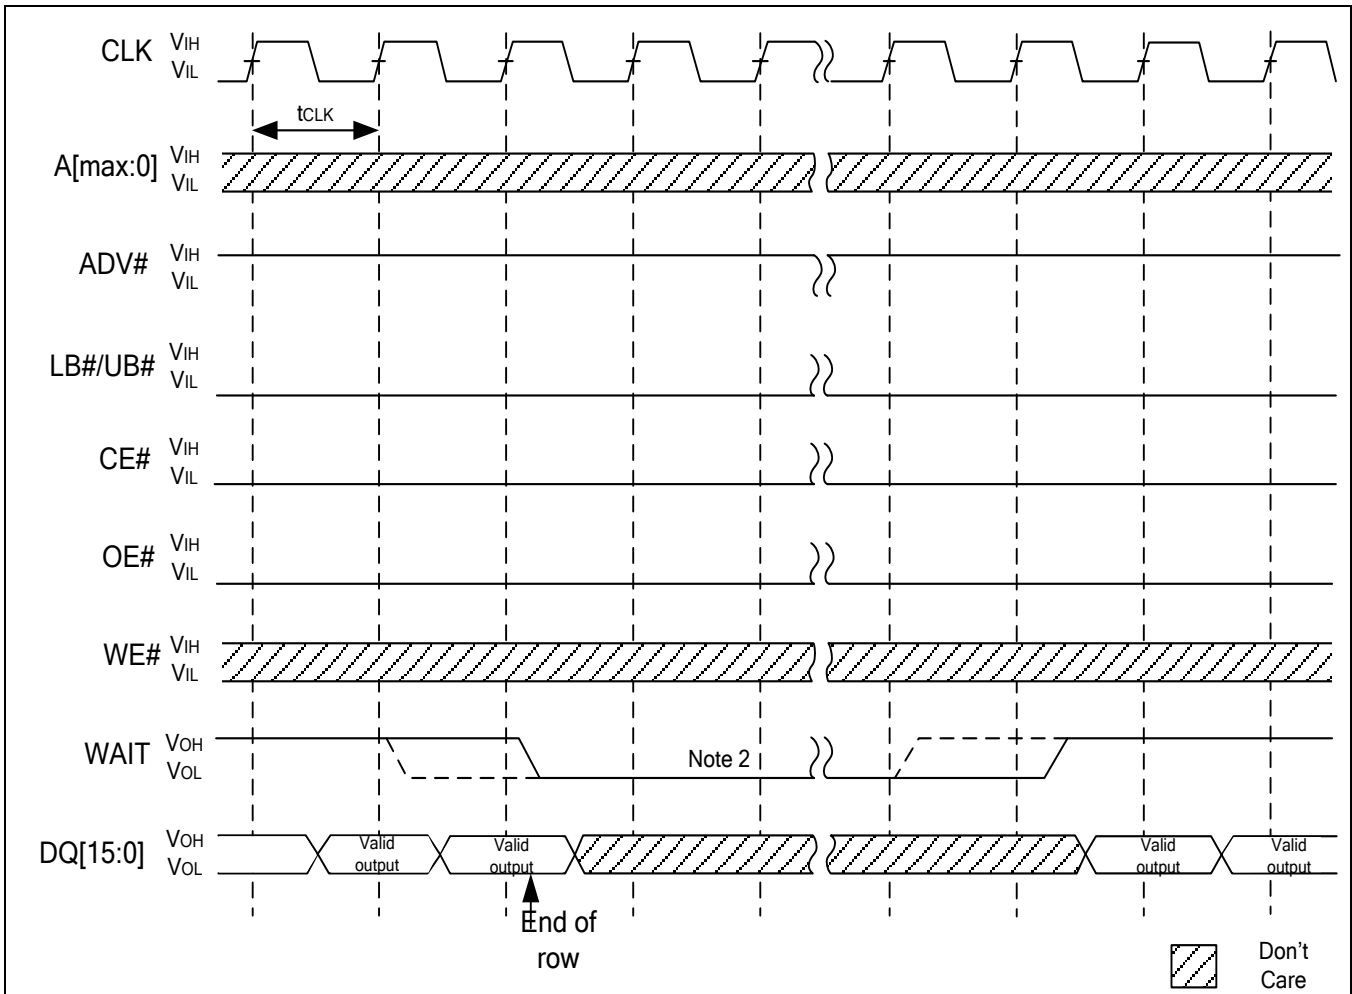 CLK VIH
VIL
tCLK
A[max:0] VIH
VIL
ADV# VIH
VIL
LB#/UB# VIH
VIL
CE# VIH
VIL
OE# VIH
VIL
WE# VIH
VIL
WAIT VOH
VOL
Note 2
DQ[15:0] VOH
VOL
Valid
output
Valid
output
Valid
output
Valid
output
End of
row
Don't
Care